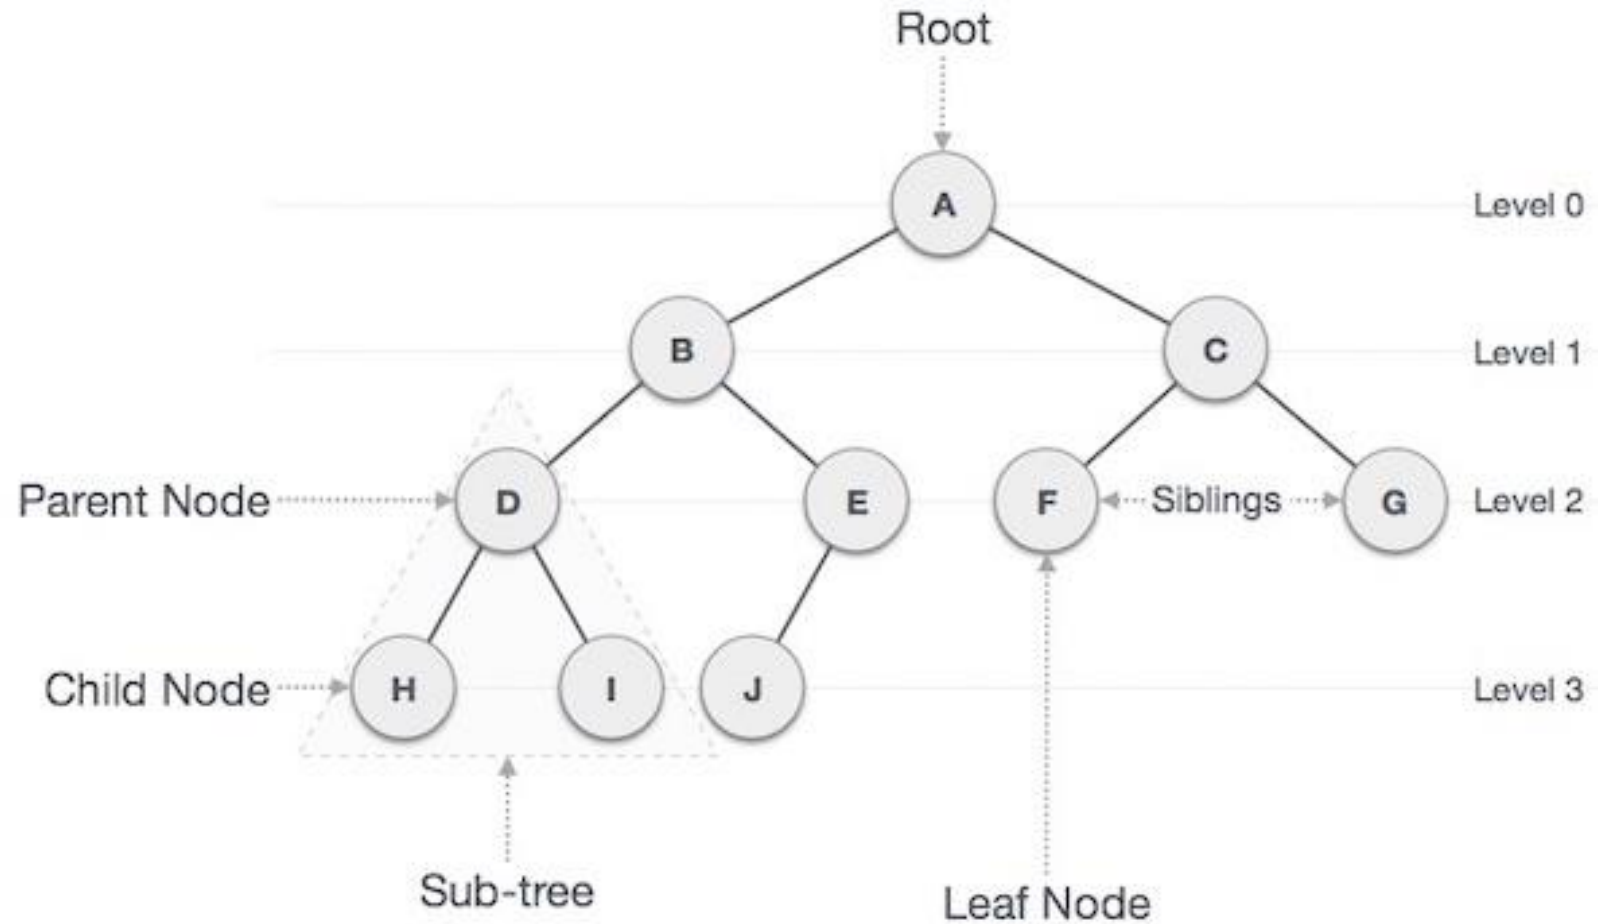 Root
A
Level 0
B
C
Level 1
Parent Node
D
E
F
Siblings
G
Level 2
Child Node
H
I
J
Level 3
Sub-tree
Leaf Node